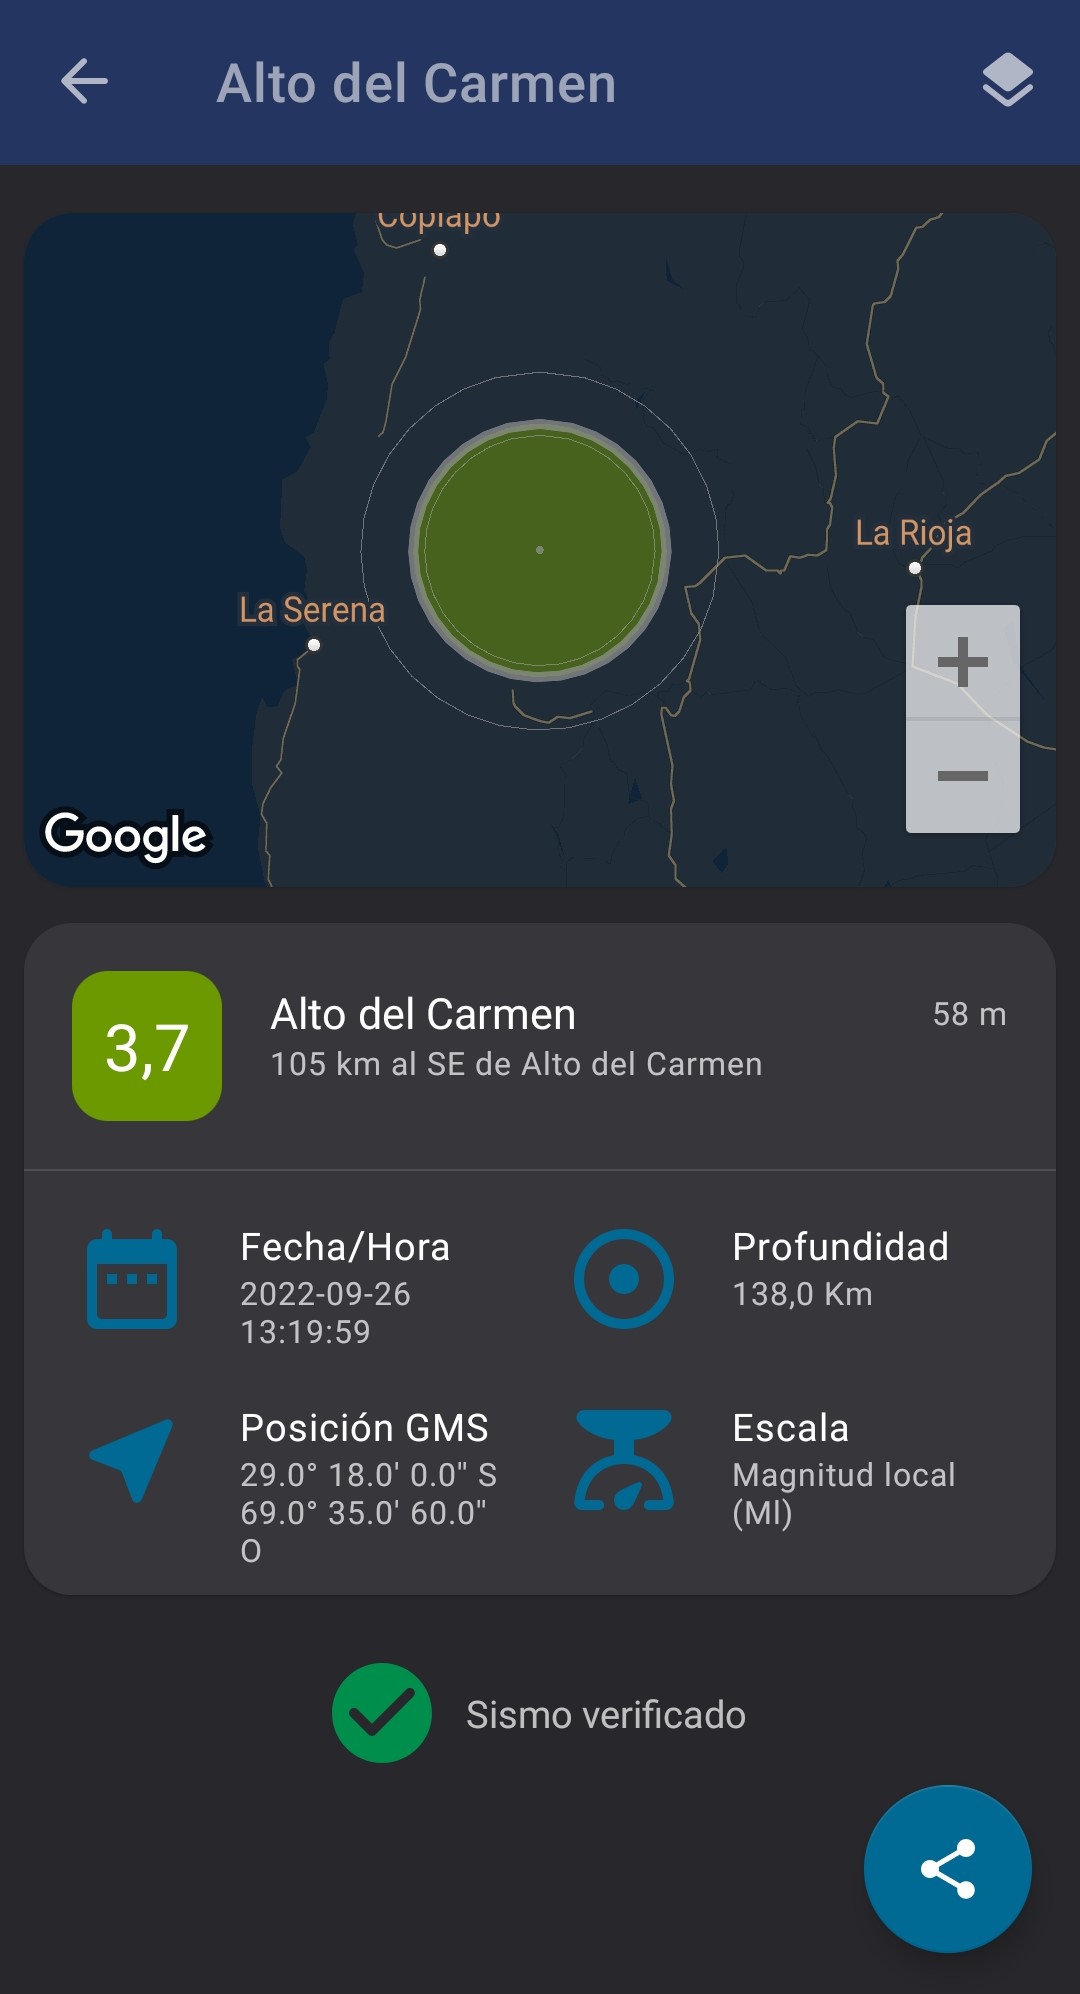 Alto del Carmen
Copiapó
La Rioja
La Serena
Google
3,7
Alto del Carmen
58 m
105 km al SE de Alto del Carmen
Fecha/Hora
2022-09-26
13:19:59
Profundidad
138,0 Km
Posición GMS
29.0° 18.0' 0.0" S
69.0° 35.0' 60.0"
O
Escala
Magnitud local
(Ml)
Sismo verificado